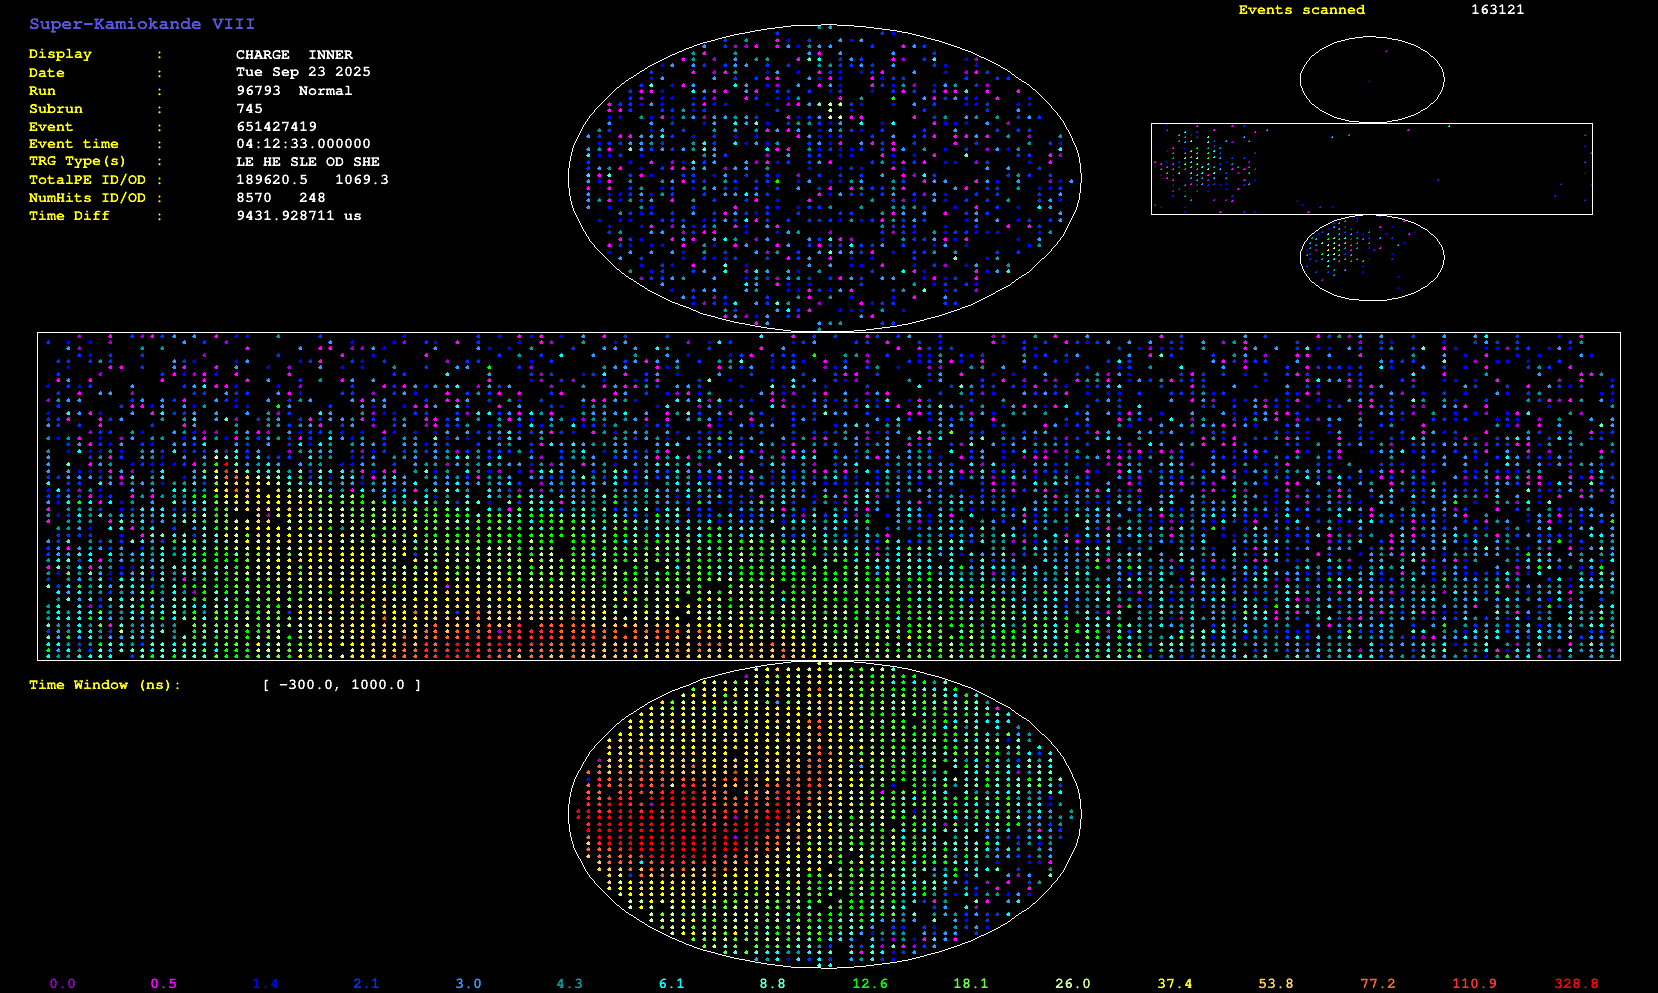 Super-Kamiokande VIII
Events scanned 163121
Display : CHARGE INNER
Date : Tue Sep 23 2025
Run : 96793 Normal
Subrun : 745
Event : 651427419
Event time : 04:12:33.000000
TRG Type(s) : LE HE SLE OD SHE
TotalPE ID/OD : 189620.5 1069.3
NumHits ID/OD : 8570 248
Time Diff : 9431.928711 us
Time Window (ns): [ -300.0, 1000.0 ]
0.0 0.5 1.4 2.1 3.0 4.3 6.1 8.8 12.6 18.1 26.0 37.4 53.8 77.2 110.9 328.8